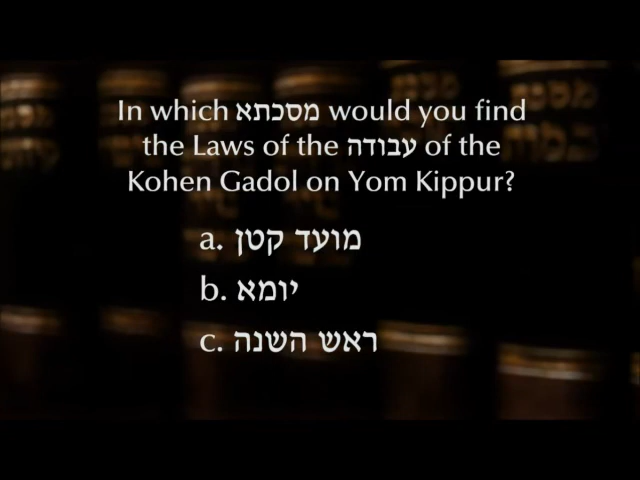 In which מסכתא would you find
the Laws of the עבודה of the
Kohen Gadol on Yom Kippur?
a. מועד קטן
b. יומא
c. ראש השנה